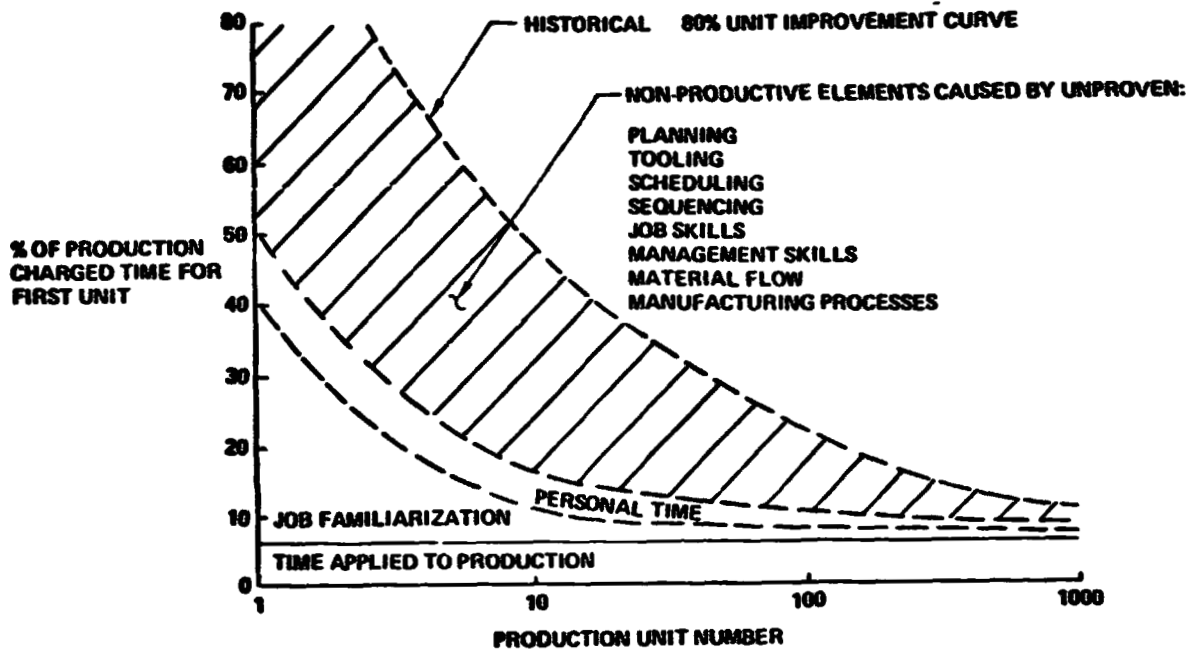 80
70
60
50
40
30
20
10
0
HISTORICAL 80% UNIT IMPROVEMENT CURVE
NON-PRODUCTIVE ELEMENTS CAUSED BY UNPROVEN:
PLANNING
TOOLING
SCHEDULING
SEQUENCING
JOB SKILLS
MANAGEMENT SKILLS
MATERIAL FLOW
MANUFACTURING PROCESSES
% OF PRODUCTION
CHARGED TIME FOR
FIRST UNIT
PERSONAL TIME
JOB FAMILIARIZATION
TIME APPLIED TO PRODUCTION
1 10 100 1000
PRODUCTION UNIT NUMBER